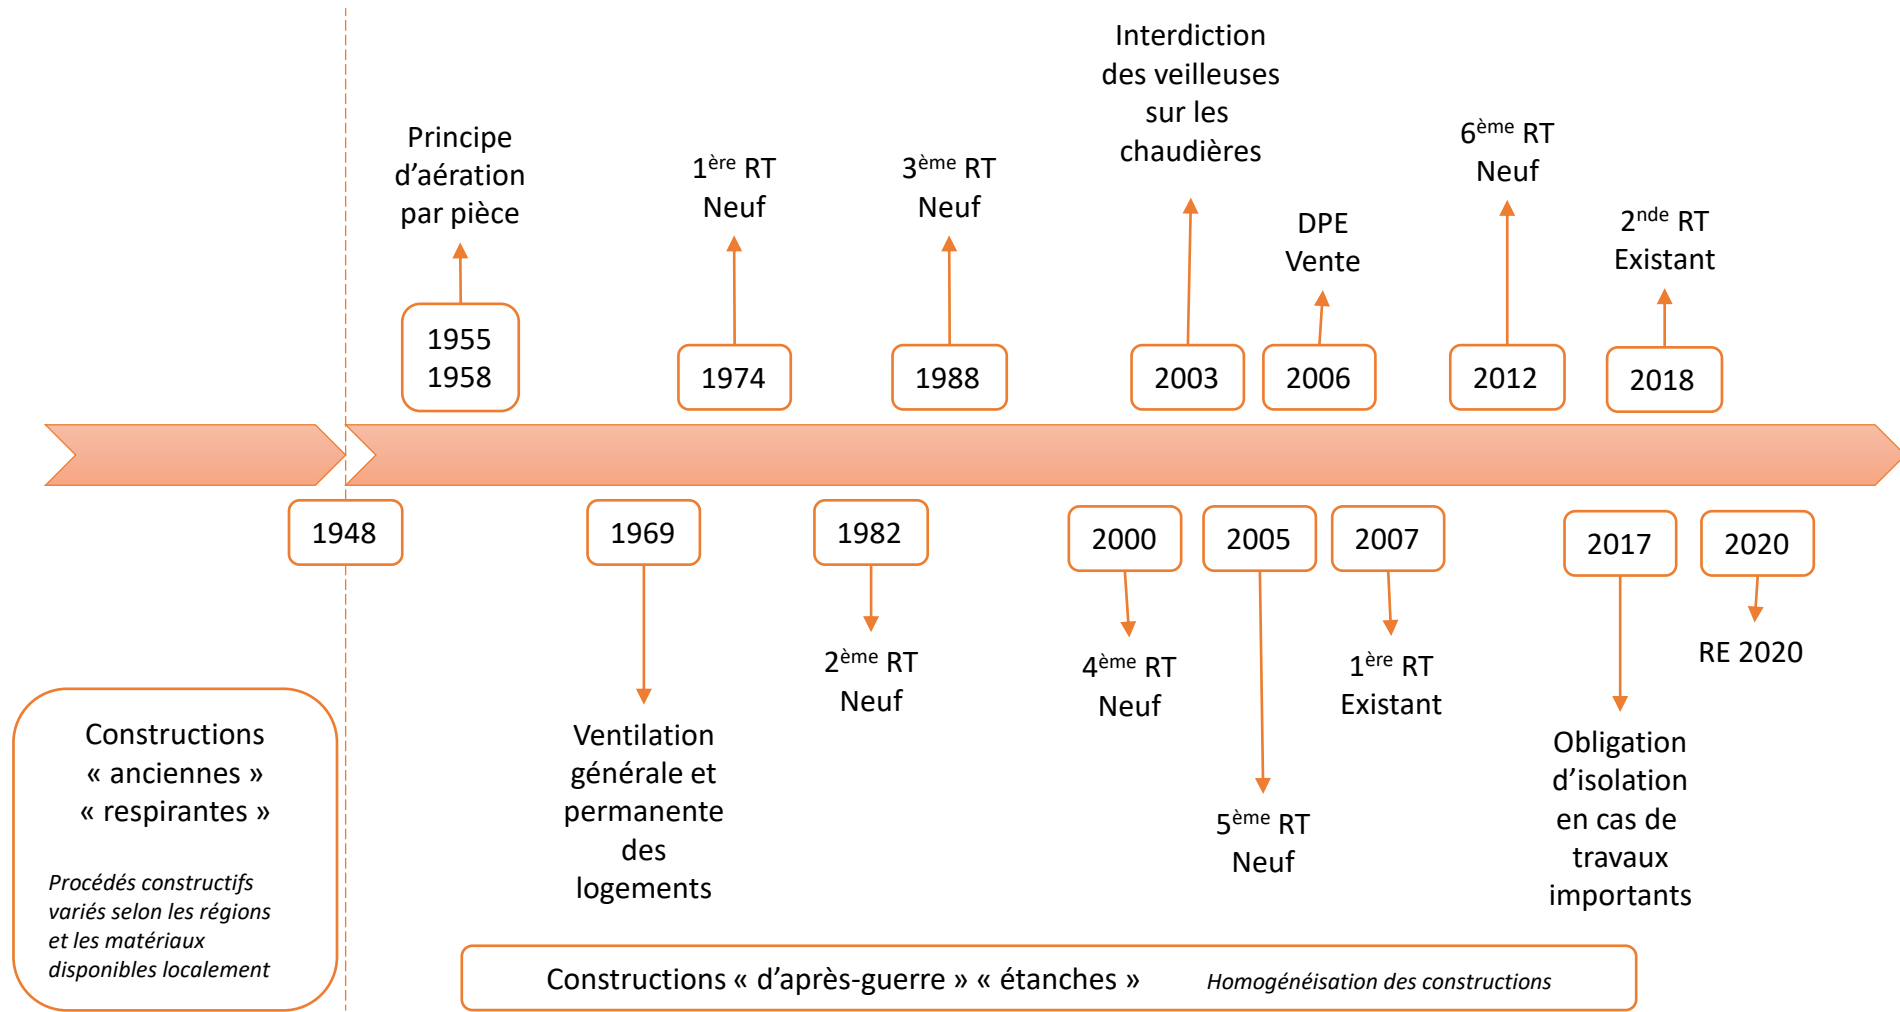 Interdiction
des veilleuses
sur les
chaudières
Principe
d’aération
par pièce
1ère RT
Neuf
3ème RT
Neuf
6ème RT
Neuf
DPE
Vente
2nde RT
Existant
1955
1958
1974
1988
2003
2006
2012
2018
1948
1969
1982
2000
2005
2007
2017
2020
2ème RT
Neuf
4ème RT
Neuf
1ère RT
Existant
RE 2020
Ventilation
générale et
permanente
des
logements
5ème RT
Neuf
Obligation
d’isolation
en cas de
travaux
importants
Constructions
« anciennes »
« respirantes »
Procédés constructifs
variés selon les régions
et les matériaux
disponibles localement
Constructions « d’après-guerre » « étanches » Homogénéisation des constructions